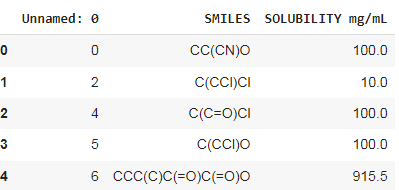 Unnamed: 0 SMILES SOLUBILITY mg/mL
0 0 CC(CN)O 100.0
1 2 C(CCl)Cl 10.0
2 4 C(C=O)Cl 100.0
3 5 C(CCl)O 100.0
4 6 CCC(C)C(=O)C(=O)O 915.5